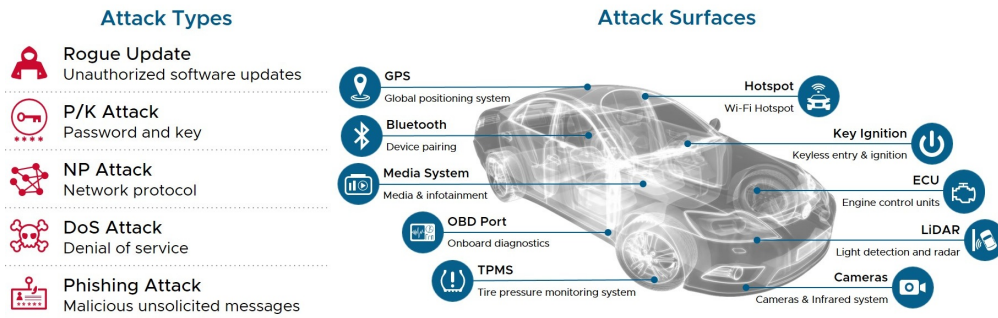 Attack Types
Rogue Update
Unauthorized software updates
P/K Attack
Password and key
NP Attack
Network protocol
DoS Attack
Denial of service
Phishing Attack
Malicious unsolicited messages
Attack Surfaces
GPS
Global positioning system
Bluetooth
Device pairing
Media System
Media & infotainment
OBD Port
Onboard diagnostics
TPMS
Tire pressure monitoring system
Hotspot
Wi-Fi Hotspot
Key Ignition
Keyless entry & ignition
ECU
Engine control units
LiDAR
Light detection and radar
Cameras
Cameras & Infrared system